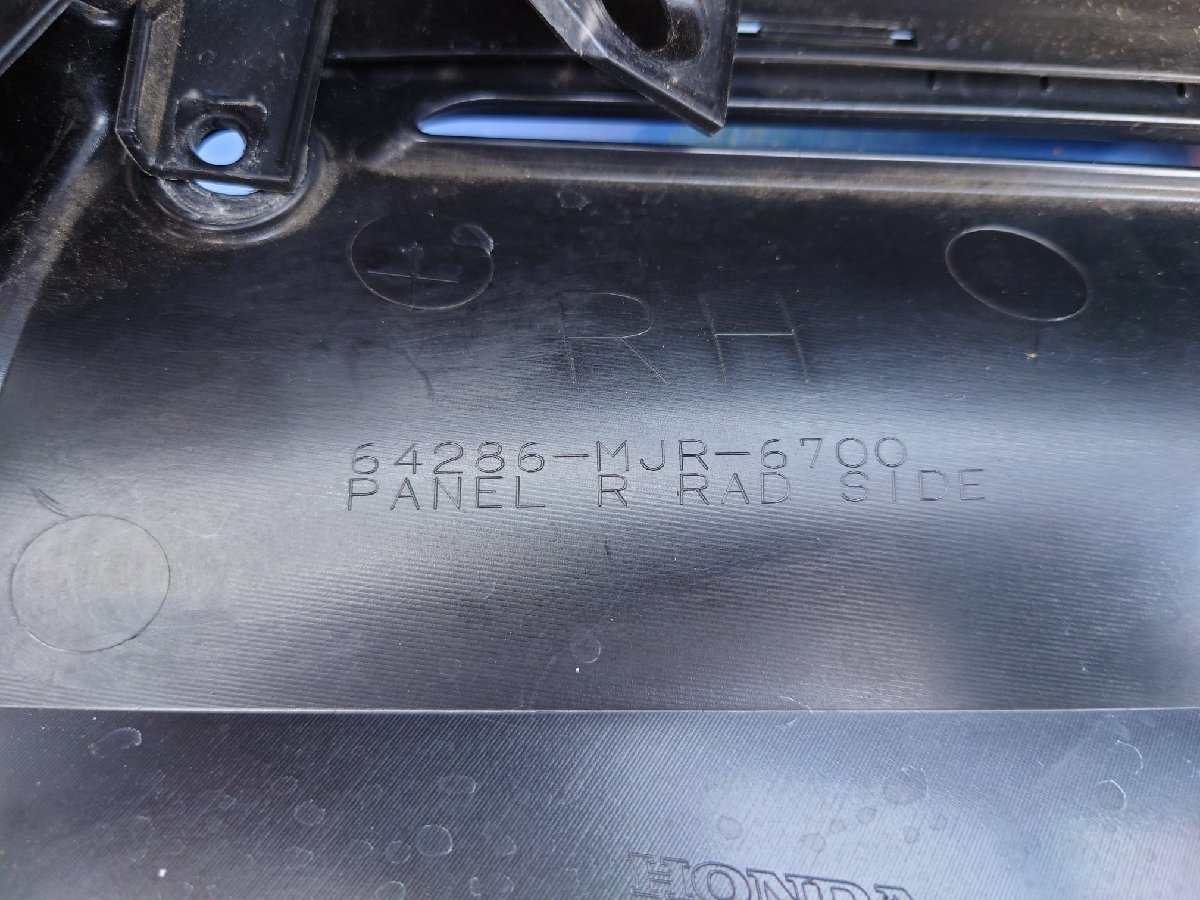 RH
64286-MJR-6700
PANEL R RAD SIDE
HONDA